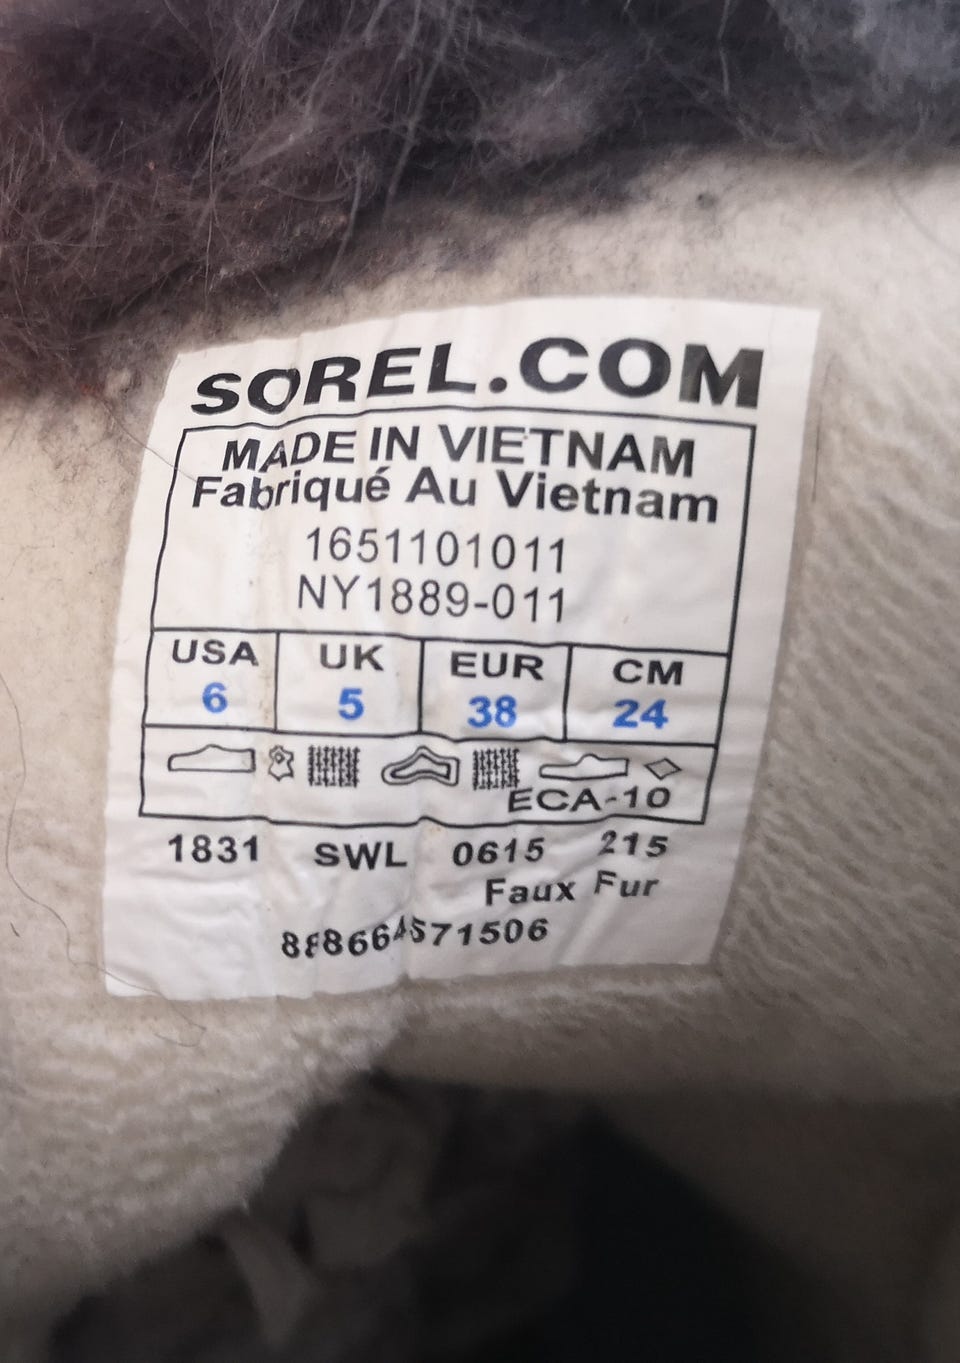 SOREL.COM
MADE IN VIETNAM
Fabriqué Au Vietnam
1651101011
NY1889-011
USA UK EUR CM
6 5 38 24
ECA-10
1831 SWL 0615 215
Faux Fur